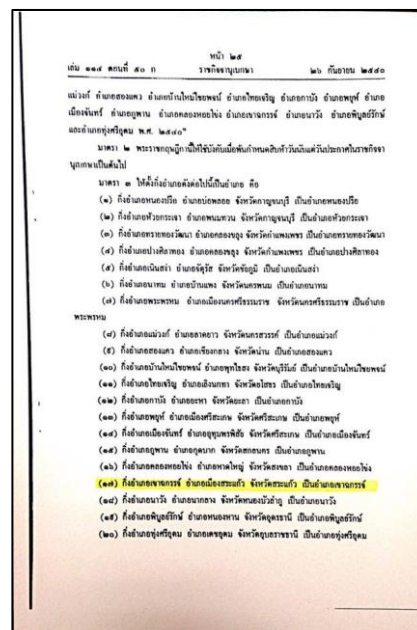 หน้า ๒๕
เล่ม ๑๑๔ ตอนที่ ๕๐ ก ราชกิจจานุเบกษา ๒๖ กันยายน ๒๕๔๐
แม่วงก์ อำเภอสองแคว อำเภอบ้านใหม่ไชยพจน์ อำเภอไทยเจริญ อำเภอกาบัง อำเภอพยุห์ อำเภอ
เมืองจันทร์ อำเภอภูพาน อำเภอคลองหอยโข่ง อำเภอเขาฉกรรจ์ อำเภอนาวัง อำเภอพิบูลย์รักษ์
และอำเภอทุ่งศรีอุดม พ.ศ. ๒๕๔๐"
มาตรา ๒ พระราชกฤษฎีกานี้ให้ใช้บังคับเมื่อพ้นกำหนดสิบห้าวันนับแต่วันประกาศในราชกิจจา
นุเบกษาเป็นต้นไป
มาตรา ๓ ให้ตั้งกิ่งอำเภอดังต่อไปนี้เป็นอำเภอ คือ
(๑) กิ่งอำเภอหนองปรือ อำเภอบ่อพลอย จังหวัดกาญจนบุรี เป็นอำเภอหนองปรือ
(๒) กิ่งอำเภอห้วยกระเจา อำเภอพนมทวน จังหวัดกาญจนบุรี เป็นอำเภอห้วยกระเจา
(๓) กิ่งอำเภอทรายทองวัฒนา อำเภอคลองขลุง จังหวัดกำแพงเพชร เป็นอำเภอทรายทองวัฒนา
(๔) กิ่งอำเภอปางศิลาทอง อำเภอคลองขลุง จังหวัดกำแพงเพชร เป็นอำเภอปางศิลาทอง
(๕) กิ่งอำเภอเนินสง่า อำเภอจัตุรัส จังหวัดชัยภูมิ เป็นอำเภอเนินสง่า
(๖) กิ่งอำเภอนาทม อำเภอบ้านแพง จังหวัดนครพนม เป็นอำเภอนาทม
(๗) กิ่งอำเภอพระพรหม อำเภอเมืองนครศรีธรรมราช จังหวัดนครศรีธรรมราช เป็นอำเภอ
พระพรหม
(๘) กิ่งอำเภอแม่วงก์ อำเภอลาดยาว จังหวัดนครสวรรค์ เป็นอำเภอแม่วงก์
(๙) กิ่งอำเภอสองแคว อำเภอเชียงกลาง จังหวัดน่าน เป็นอำเภอสองแคว
(๑๐) กิ่งอำเภอบ้านใหม่ไชยพจน์ อำเภอพุทไธสง จังหวัดบุรีรัมย์ เป็นอำเภอบ้านใหม่ไชยพจน์
(๑๑) กิ่งอำเภอไทยเจริญ อำเภอเลิงนกทา จังหวัดยโสธร เป็นอำเภอไทยเจริญ
(๑๒) กิ่งอำเภอกาบัง อำเภอยะหา จังหวัดยะลา เป็นอำเภอกาบัง
(๑๓) กิ่งอำเภอพยุห์ อำเภอเมืองศรีสะเกษ จังหวัดศรีสะเกษ เป็นอำเภอพยุห์
(๑๔) กิ่งอำเภอเมืองจันทร์ อำเภออุทุมพรพิสัย จังหวัดศรีสะเกษ เป็นอำเภอเมืองจันทร์
(๑๕) กิ่งอำเภอภูพาน อำเภอกุดบาก จังหวัดสกลนคร เป็นอำเภอภูพาน
(๑๖) กิ่งอำเภอคลองหอยโข่ง อำเภอหาดใหญ่ จังหวัดสงขลา เป็นอำเภอคลองหอยโข่ง
(๑๗) กิ่งอำเภอเขาฉกรรจ์ อำเภอเมืองสระแก้ว จังหวัดสระแก้ว เป็นอำเภอเขาฉกรรจ์
(๑๘) กิ่งอำเภอนาวัง อำเภอนากลาง จังหวัดหนองบัวลำภู เป็นอำเภอนาวัง
(๑๙) กิ่งอำเภอพิบูลย์รักษ์ อำเภอหนองหาน จังหวัดอุดรธานี เป็นอำเภอพิบูลย์รักษ์
(๒๐) กิ่งอำเภอทุ่งศรีอุดม อำเภอเดชอุดม จังหวัดอุบลราชธานี เป็นอำเภอทุ่งศรีอุดม